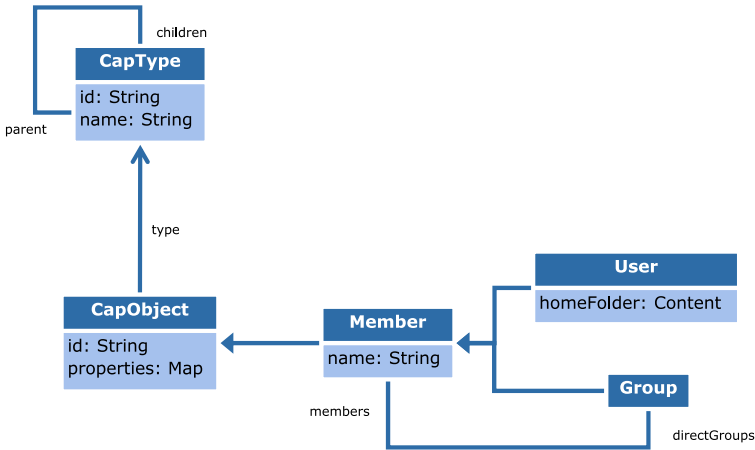 children
CapType
id: String
name: String
parent
type
User
homeFolder: Content
CapObject
id: String
properties: Map
Member
name: String
Group
members
directGroups